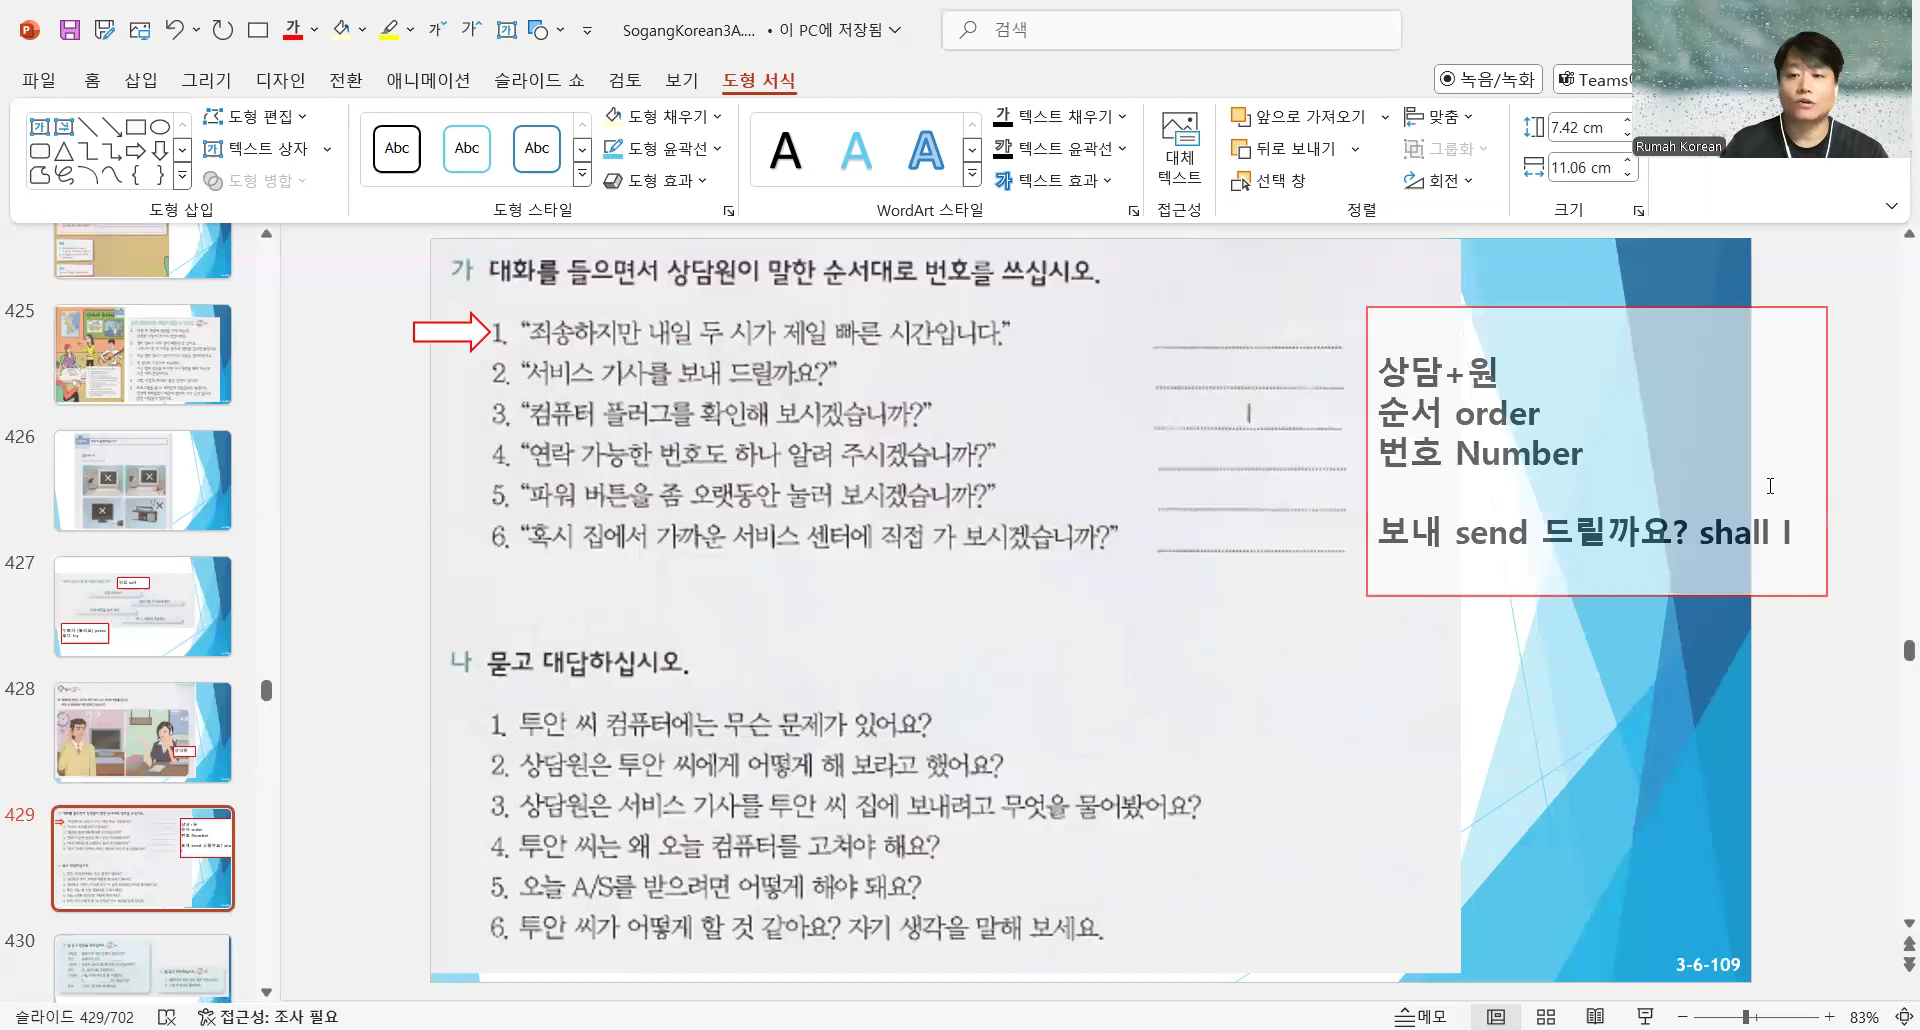 SogangKorean3A.... • 이 PC에 저장됨
검색
파일 홈 삽입 그리기 디자인 전환 애니메이션 슬라이드 쇼 검토 보기 도형 서식
녹음/녹화 Teams
도형 편집
텍스트 상자
도형 병합
도형 삽입
Abc Abc Abc
도형 채우기
도형 윤곽선
도형 효과
도형 스타일
A A A
텍스트 채우기
텍스트 윤곽선
텍스트 효과
WordArt 스타일
대체
텍스트
접근성
앞으로 가져오기
뒤로 보내기
선택 창
맞춤
그룹화
회전
정렬
7.42 cm
11.06 cm
크기
Rumah Korean
425
426
427
428
429
430
가 대화를 들으면서 상담원이 말한 순서대로 번호를 쓰십시오.
1. “죄송하지만 내일 두 시가 제일 빠른 시간입니다.”
2. “서비스 기사를 보내 드릴까요?”
3. “컴퓨터 플러그를 확인해 보시겠습니까?” 1
4. “연락 가능한 번호도 하나 알려 주시겠습니까?”
5. “파워 버튼을 좀 오랫동안 눌러 보시겠습니까?”
6. “혹시 집에서 가까운 서비스 센터에 직접 가 보시겠습니까?”
상담+원
순서 order
번호 Number
보내 send 드릴까요? shall I
나 묻고 대답하십시오.
1. 투안 씨 컴퓨터에는 무슨 문제가 있어요?
2. 상담원은 투안 씨에게 어떻게 해 보라고 했어요?
3. 상담원은 서비스 기사를 투안 씨 집에 보내려고 무엇을 물어봤어요?
4. 투안 씨는 왜 오늘 컴퓨터를 고쳐야 해요?
5. 오늘 A/S를 받으려면 어떻게 해야 돼요?
6. 투안 씨가 어떻게 할 것 같아요? 자기 생각을 말해 보세요.
3-6-109
슬라이드 429/702 접근성: 조사 필요
메모
83%